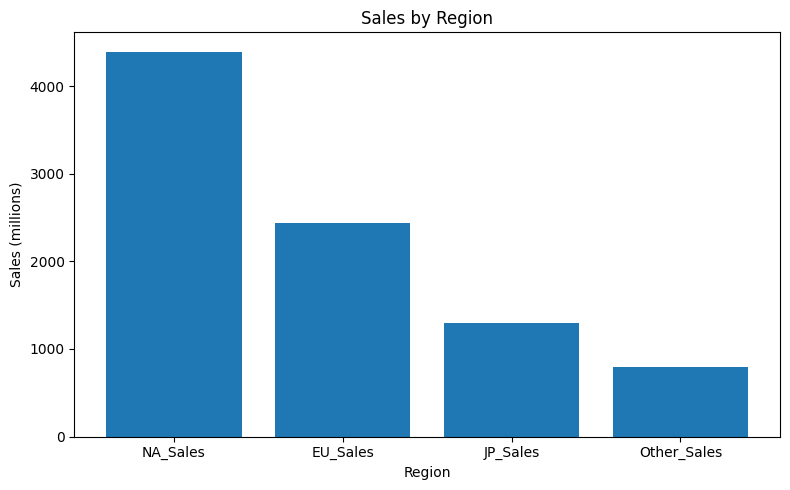 Sales by Region
Sales (millions)
4000
3000
2000
1000
0
NA_Sales
EU_Sales
JP_Sales
Other_Sales
Region